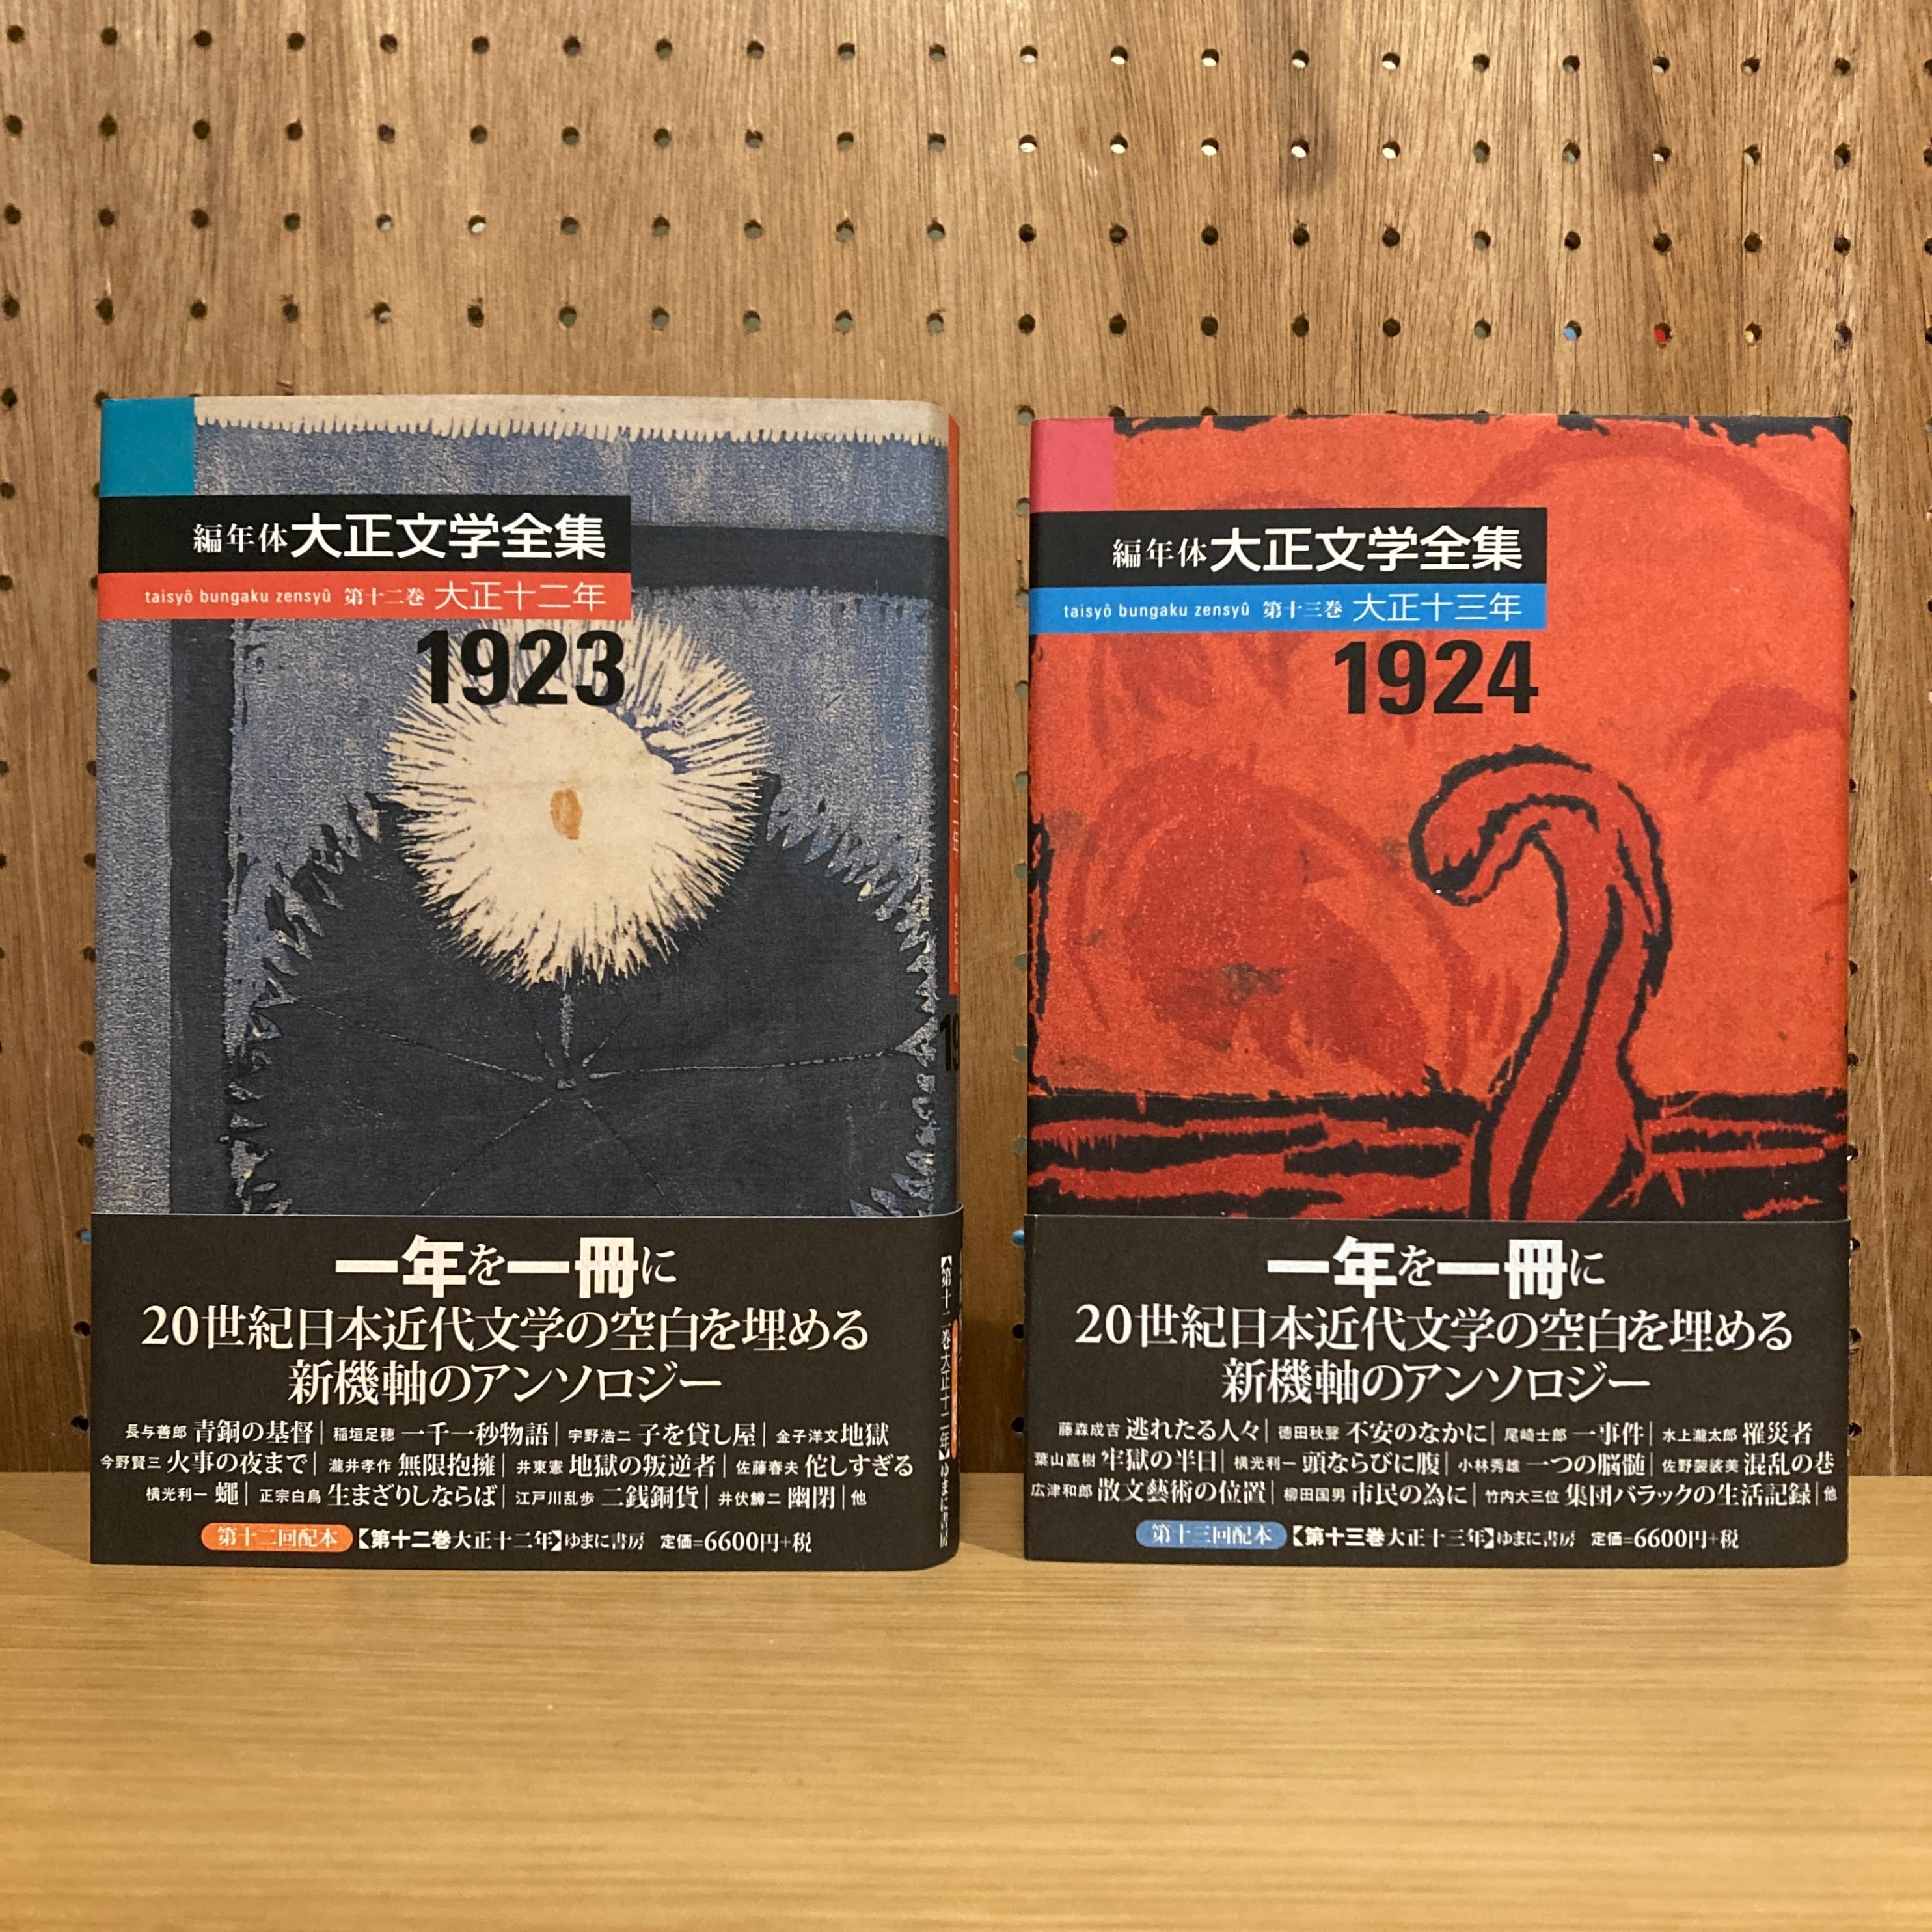 編年体 大正文学全集
taisyô bungaku zensyû 第十二巻 大正十二年
1923
一年を一冊に
20世紀日本近代文学の空白を埋める
新機軸のアンソロジー
長与善郎 青銅の基督│稲垣足穂 一千一秒物語│宇野浩二 子を貸し屋│金子洋文 地獄
今野賢三 火事の夜まで│瀧井孝作 無限抱擁│井東憲 地獄の叛逆者│佐藤春夫 佗しすぎる
横光利一 蠅│正宗白鳥 生まざりしならば│江戸川乱歩 二銭銅貨│井伏鱒二 幽閉│他
第十二回配本【第十二巻大正十二年】ゆまに書房 定価=6600円+税
【第十二巻大正十二年】ゆまに書房
編年体 大正文学全集
taisyô bungaku zensyû 第十三巻 大正十三年
1924
一年を一冊に
20世紀日本近代文学の空白を埋める
新機軸のアンソロジー
藤森成吉 逃れたる人々│徳田秋聲 不安のなかに│尾崎士郎 一事件│水上瀧太郎 罹災者
葉山嘉樹 牢獄の半日│横光利一 頭ならびに腹│小林秀雄 一つの脳髄│佐野袈裟美 混乱の巷
広津和郎 散文藝術の位置│柳田国男 市民の為に│竹内大三位 集団バラックの生活記録│他
第十三回配本【第十三巻大正十三年】ゆまに書房 定価=6600円+税